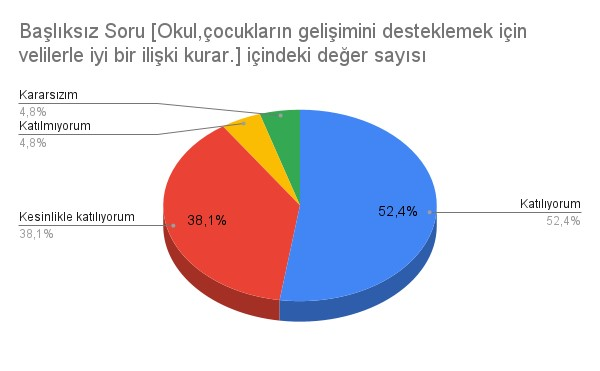 Başlıksız Soru [Okul,çocukların gelişimini desteklemek için
velilerle iyi bir ilişki kurar.] içindeki değer sayısı
Kararsızım
4,8%
Katılmıyorum
4,8%
Kesinlikle katılıyorum
38,1%
38,1%
52,4%
Katılıyorum
52,4%